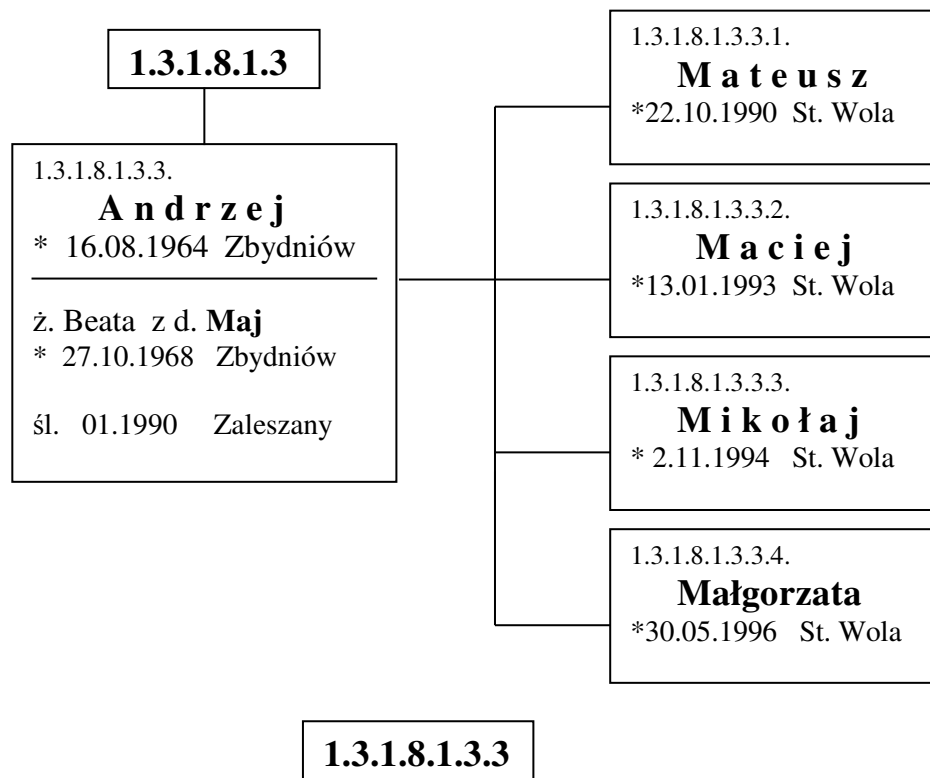 1.3.1.8.1.3
1.3.1.8.1.3.3.
A n d r z e j
* 16.08.1964 Zbydniów
ż. Beata z d. Maj
* 27.10.1968 Zbydniów
śl. 01.1990 Zaleszany
1.3.1.8.1.3.3.1.
M a t e u s z
*22.10.1990 St. Wola
1.3.1.8.1.3.3.2.
M a c i e j
*13.01.1993 St. Wola
1.3.1.8.1.3.3.3.
M i k o ł a j
* 2.11.1994 St. Wola
1.3.1.8.1.3.3.4.
Małgorzata
*30.05.1996 St. Wola
1.3.1.8.1.3.3